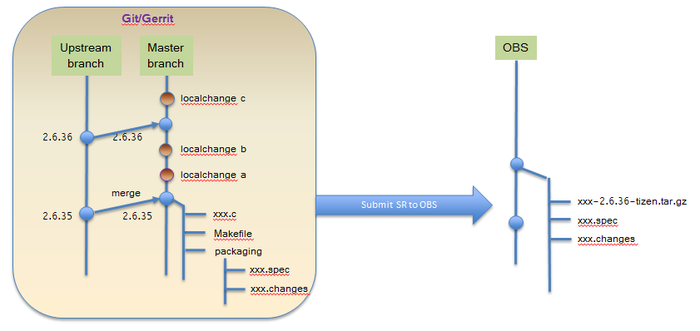 Git/Gerrit
Upstream
branch
Master
branch
OBS
localchange c
2.6.36
2.6.36
localchange b
localchange a
merge
2.6.35
2.6.35
xxx.c
Makefile
packaging
xxx.spec
xxx.changes
Submit SR to OBS
xxx-2.6.36-tizen.tar.gz
xxx.spec
xxx.changes